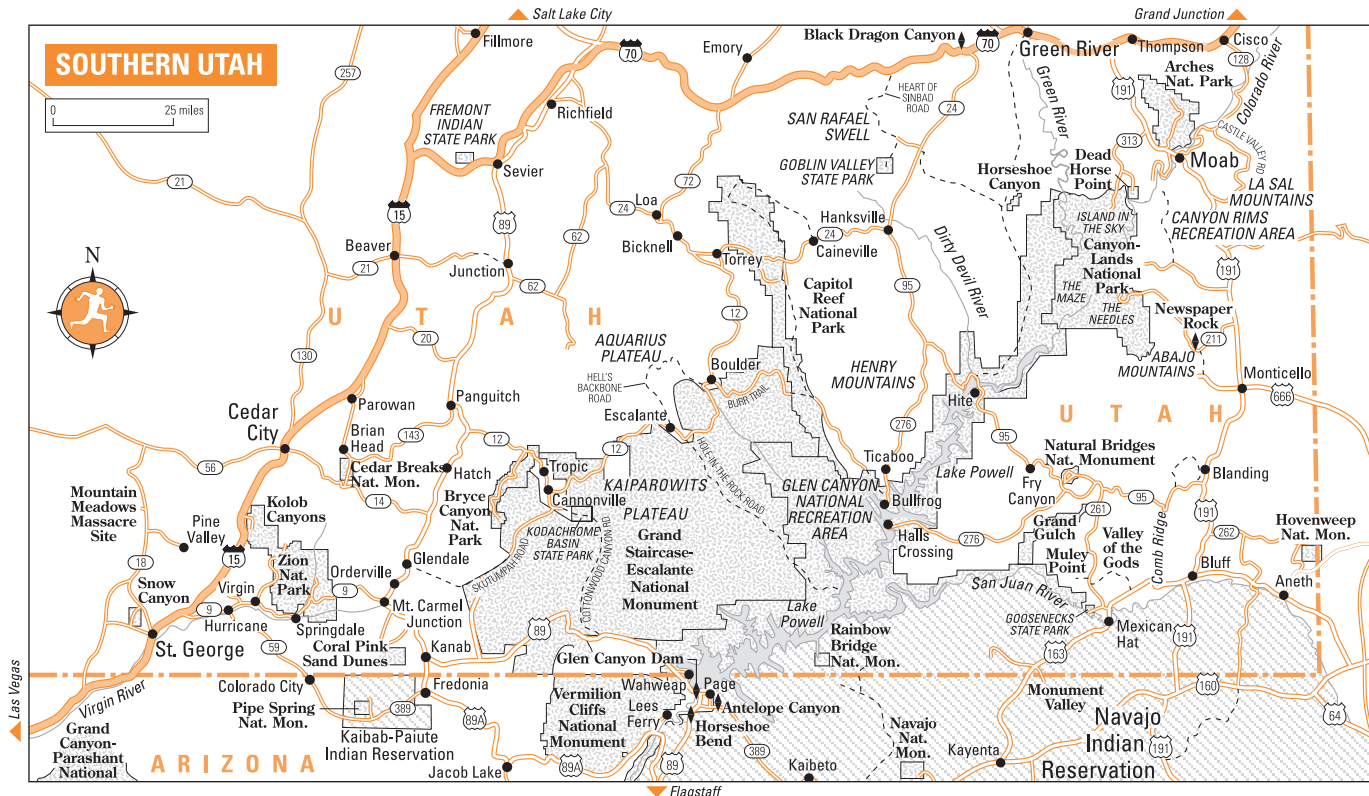 Salt Lake City
Grand Junction
SOUTHERN UTAH
0
25 miles
Fillmore
257
70
Emory
Black Dragon Canyon
70
Green River
Thompson
Cisco
128
Arches
Nat. Park
191
Colorado River
Green River
HEART OF
SINBAD
ROAD
24
SAN RAFAEL
SWELL
Richfield
FREMONT
INDIAN
STATE PARK
Sevier
GOBLIN VALLEY
STATE PARK
313
CASTLE VALLEY RD
Moab
Dead
Horse
Point
Horseshoe
Canyon
LA SAL
MOUNTAINS
21
72
15
89
24
62
Loa
Bicknell
Torrey
Hanksville
24
Caineville
ISLAND IN
THE SKY
Canyon-
Lands
National
Park
THE
MAZE
THE
NEEDLES
CANYON RIMS
RECREATION AREA
191
N
Beaver
21
Junction
62
Dirty Devil River
95
Capitol
Reef
National
Park
12
Newspaper
Rock
211
ABAJO
MOUNTAINS
UTAH
20
130
AQUARIUS
PLATEAU
HELL'S
BACKBONE
ROAD
Boulder
BURR TRAIL
HENRY
MOUNTAINS
Hite
Monticello
666
UTAH
Parowan
Panguitch
Escalante
276
95
Cedar
City
Brian
Head
143
12
12
Cedar Breaks
Nat. Mon.
Hatch
Tropic
Cannonville
KAIPAROWITS
PLATEAU
HOLE IN THE ROCK ROAD
GLEN CANYON
NATIONAL
RECREATION
AREA
Ticaboo
Lake Powell
Bullfrog
Fry
Canyon
Natural Bridges
Nat. Monument
Blanding
95
56
14
Mountain
Meadows
Massacre
Site
Pine
Valley
Kolob
Canyons
Bryce
Canyon
Nat.
Park
KODACHROME
BASIN
STATE PARK
Grand
Staircase-
Escalante
National
Monument
Halls
Crossing
276
261
Grand
Gulch
Muley
Point
Valley
of the
Gods
Comb Ridge
191
262
Hovenweep
Nat. Mon.
15
18
Snow
Canyon
Virgin
Zion
Nat.
Park
Orderville
9
Glendale
SKUTUMPAH ROAD
COTTONWOOD CANYON RD
San Juan River
Bluff
Aneth
9
Hurricane
Springdale
Mt. Carmel
Junction
Lake
Powell
GOOSENECKS
STATE PARK
Mexican
Hat
St. George
59
Coral Pink
Sand Dunes
Kanab
89
Glen Canyon Dam
Rainbow
Bridge
Nat. Mon.
163
191
Las Vegas
Virgin River
Colorado City
Pipe Spring
Nat. Mon.
389
Fredonia
Wahweap
Page
Antelope Canyon
Monument
Valley
160
64
Vermilion
Cliffs
National
Monument
Lees
Ferry
Horseshoe
Bend
Navajo
Nat.
Mon.
Navajo
Indian
Reservation
191
Grand
Canyon-
Parashant
National
Kaibab-Paiute
Indian Reservation
89A
ARIZONA
Jacob Lake
89A
89
389
Kaibeto
Kayenta
Flagstaff